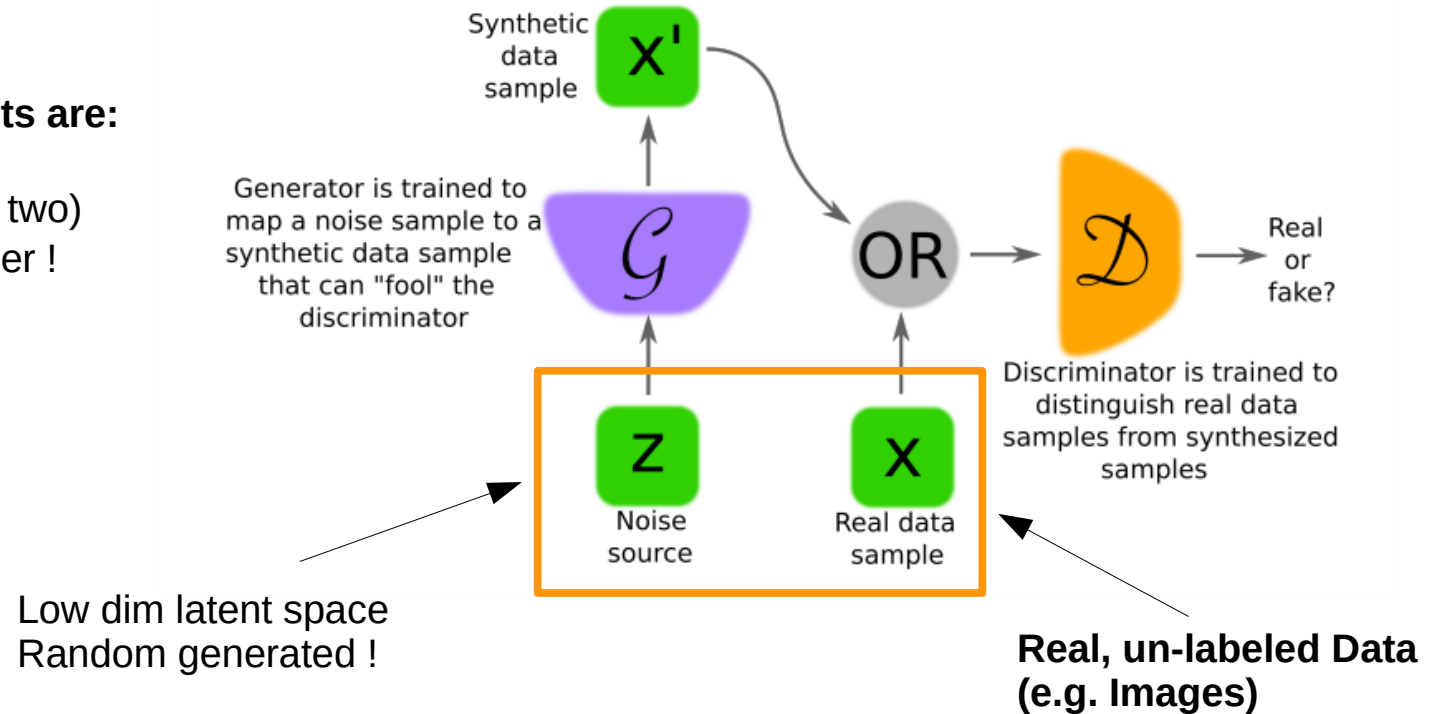 Synthetic
data
sample
x'
ts are:
two)
er !
Generator is trained to
map a noise sample to a
synthetic data sample
that can "fool" the
discriminator
G
OR
D
Real
or
fake?
Discriminator is trained to
distinguish real data
samples from synthesized
samples
z
Noise
source
x
Real data
sample
Low dim latent space
Random generated !
Real, un-labeled Data
(e.g. Images)